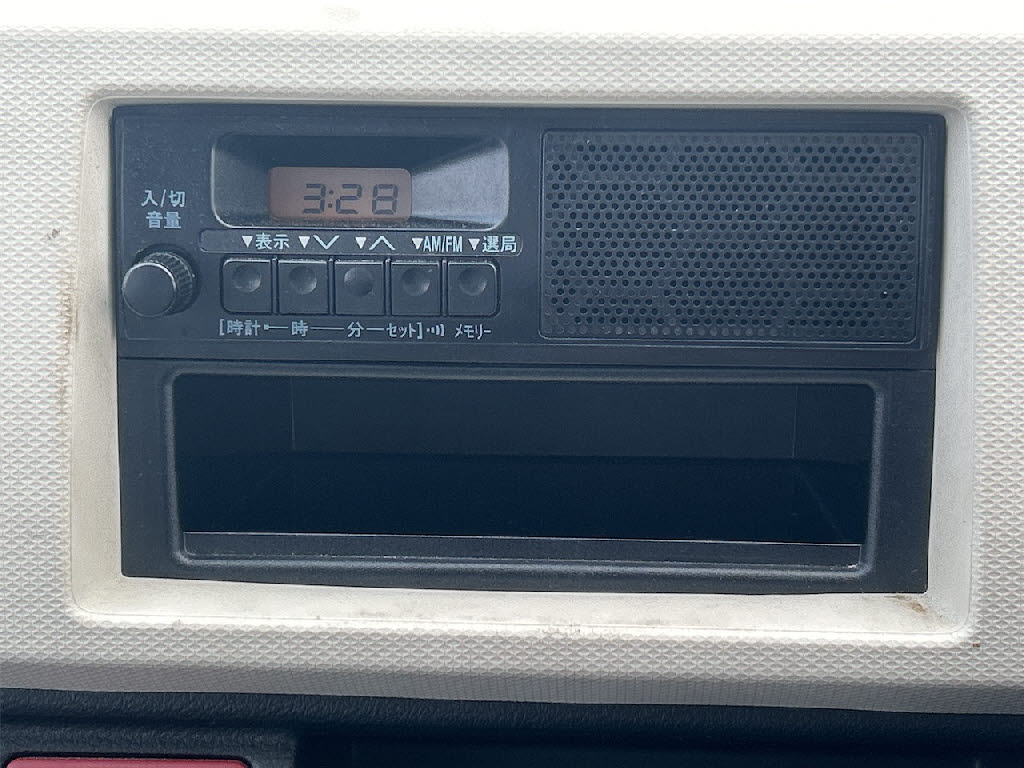 3:28
入/切
音量
▼表示 ▼∨ ▼∧ ▼AM/FM ▼選局
[時計 時 分 セット] メモリー